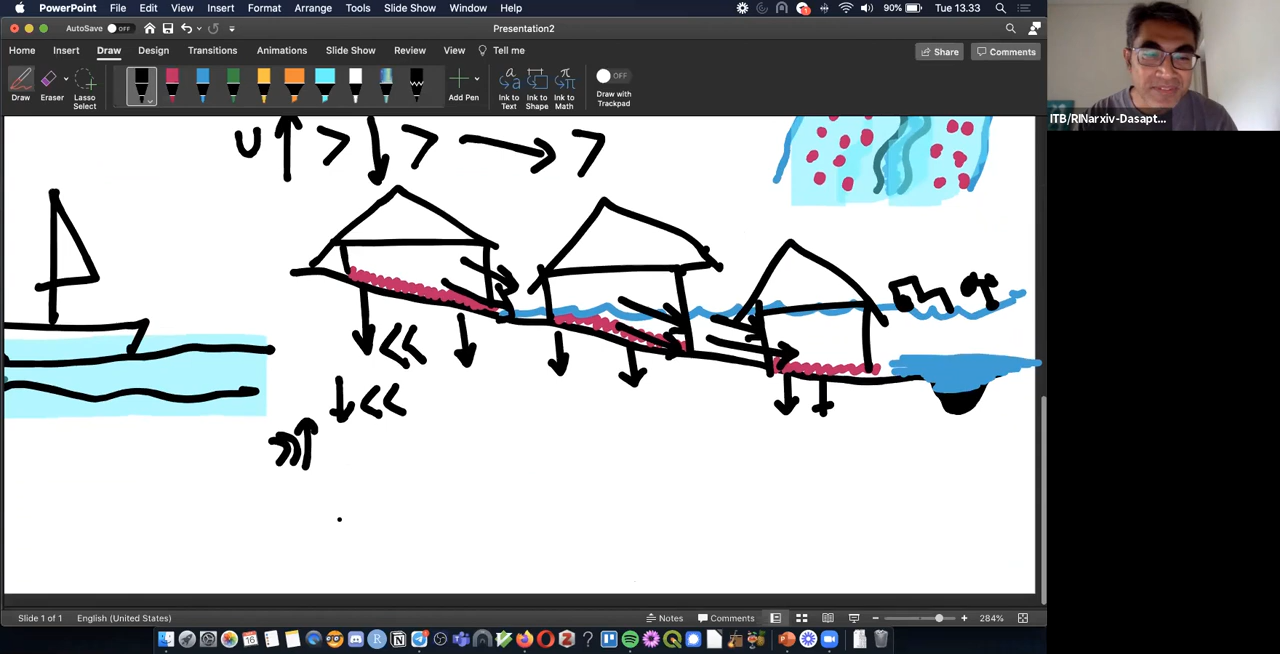 PowerPoint File Edit View Insert Format Arrange Tools Slide Show Window Help 90% Tue 13.33
AutoSave OFF Presentation2
Home Insert Draw Design Transitions Animations Slide Show Review View Tell me Share Comments
Draw Eraser Lasso Select Add Pen Ink to Text Ink to Shape Ink to Math OFF Draw with Trackpad
ITB/RINarxiv-Dasapt...
U ↑ > ↓ > → >
↓ <<
↓ <<
>> ↑
Slide 1 of 1 English (United States) Notes Comments 284%
16